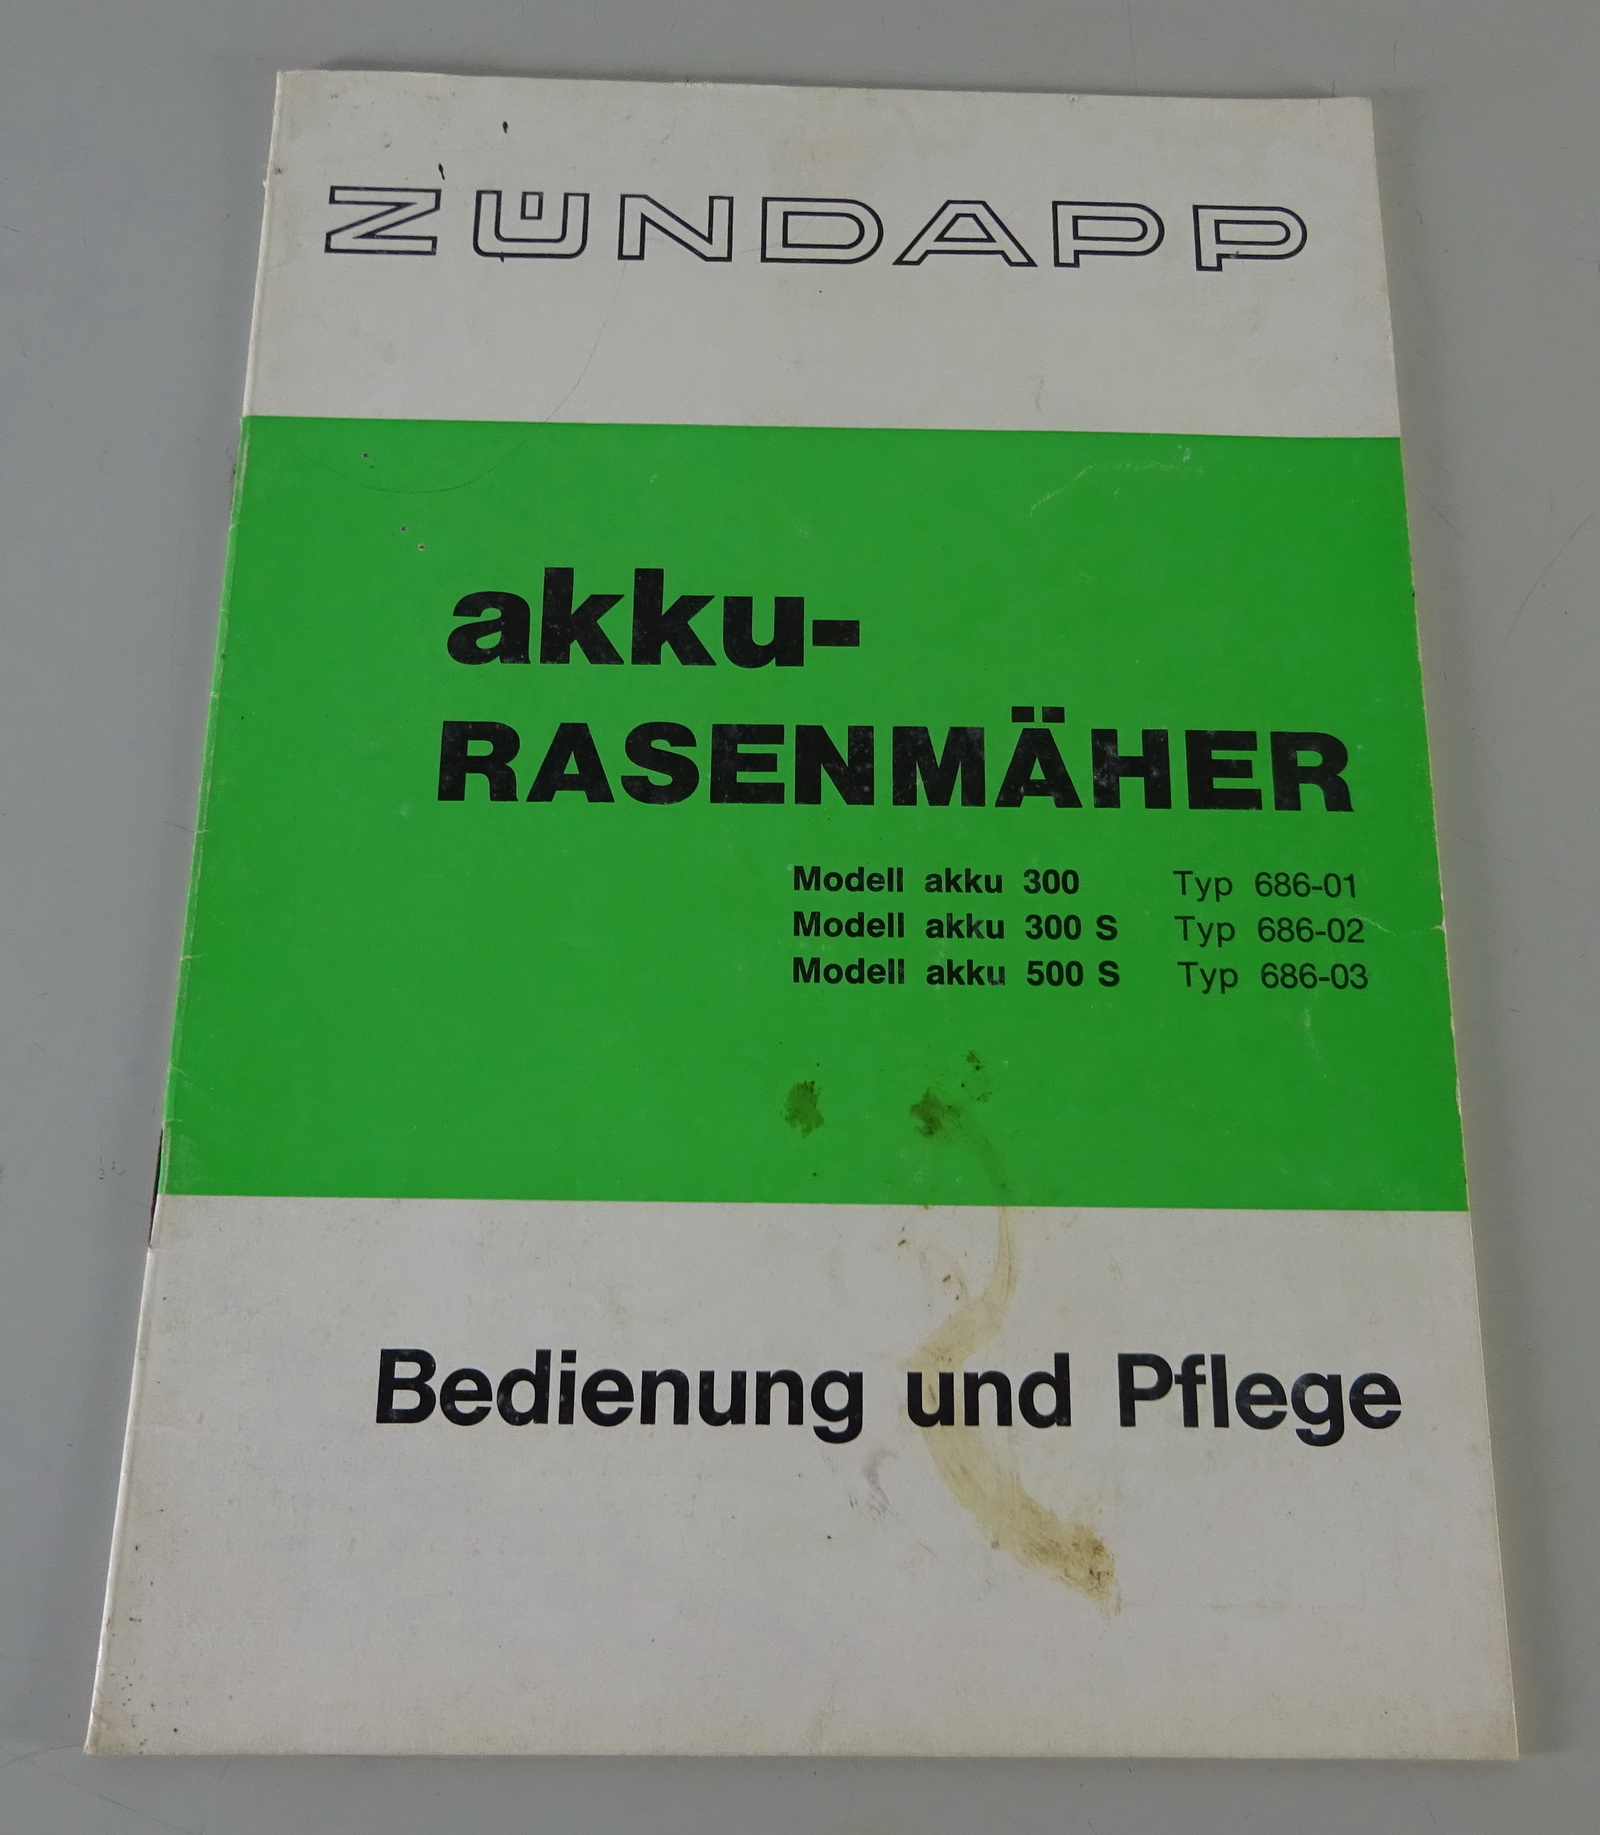 ZÜNDAPP
akku-
RASENMÄHER
Modell akku 300 Typ 686-01
Modell akku 300 S Typ 686-02
Modell akku 500 S Typ 686-03
Bedienung und Pflege